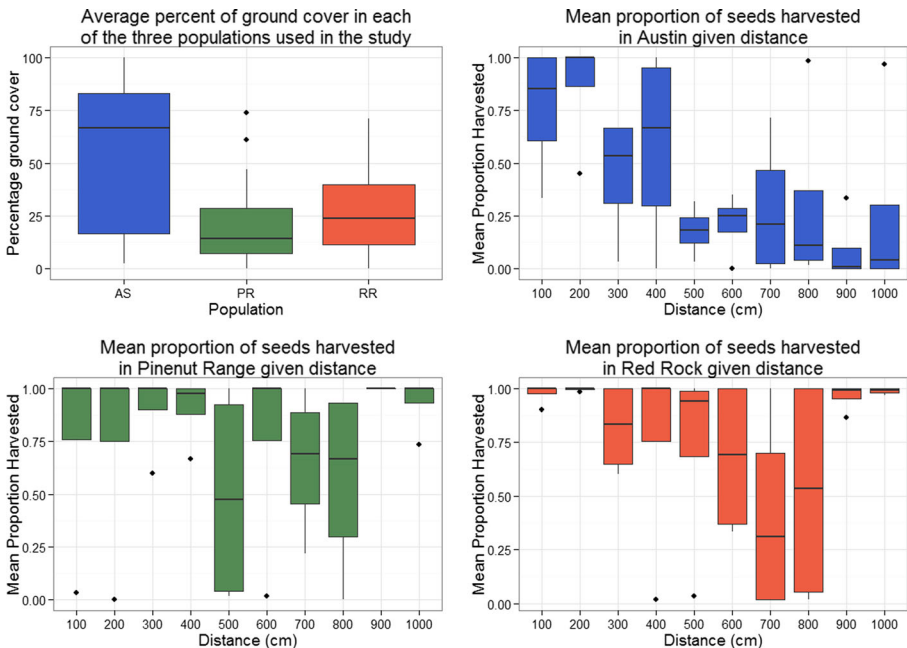 Average percent of ground cover in each
of the three populations used in the study
Percentage ground cover
100
75
50
25
0
AS PR RR
Population
Mean proportion of seeds harvested
in Austin given distance
Mean Proportion Harvested
1.00
0.75
0.50
0.25
0.00
100 200 300 400 500 600 700 800 900 1000
Distance (cm)
Mean proportion of seeds harvested
in Pinenut Range given distance
Mean Proportion Harvested
1.00
0.75
0.50
0.25
0.00
100 200 300 400 500 600 700 800 900 1000
Distance (cm)
Mean proportion of seeds harvested
in Red Rock given distance
Mean Proportion Harvested
1.00
0.75
0.50
0.25
0.00
100 200 300 400 500 600 700 800 900 1000
Distance (cm)